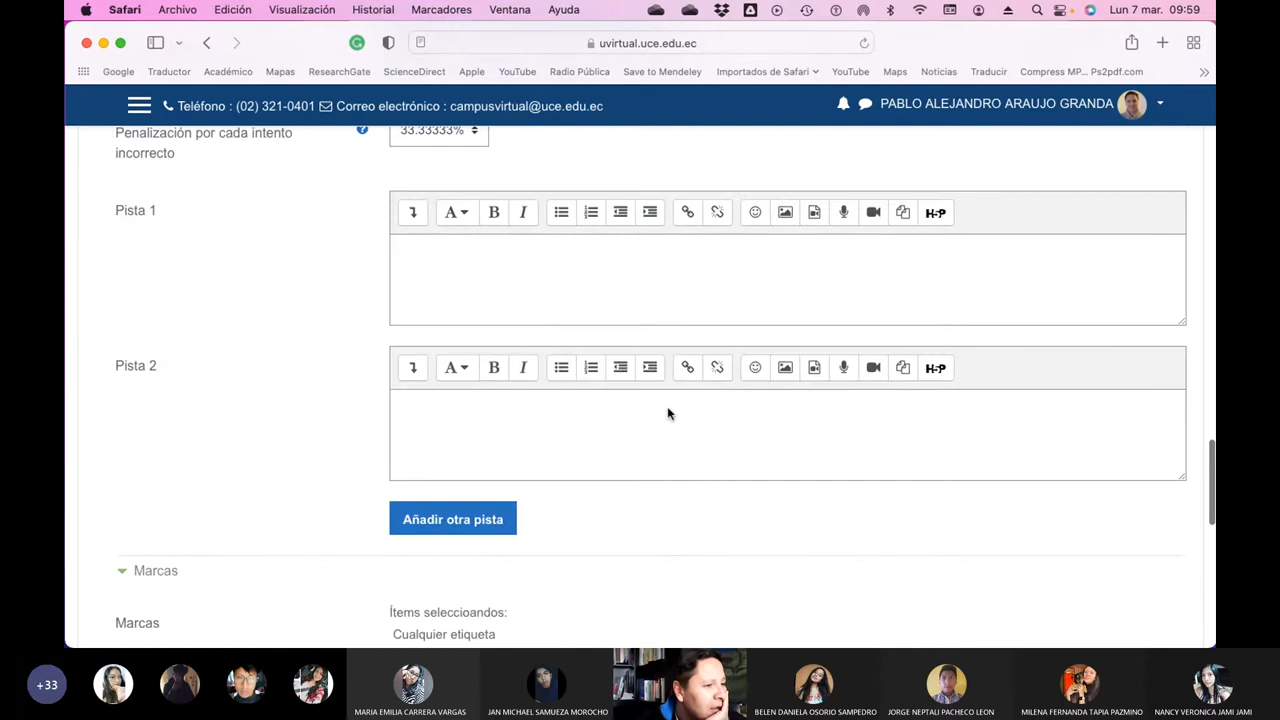 Safari Archivo Edición Visualización Historial Marcadores Ventana Ayuda Lun 7 mar. 09:59
uvirtual.uce.edu.ec
Google Traductor Académico Mapas ResearchGate ScienceDirect Apple YouTube Radio Pública Save to Mendeley Importados de Safari YouTube Maps Noticias Traducir Compress MP... Ps2pdf.com
Teléfono : (02) 321-0401 Correo electrónico : campusvirtual@uce.edu.ec PABLO ALEJANDRO ARAUJO GRANDA
Penalización por cada intento
incorrecto
33.33333%
Pista 1
A B I H-P
Pista 2
A B I H-P
Añadir otra pista
Marcas
Marcas
Ítems seleccioandos:
Cualquier etiqueta
+33
MARIA EMILIA CARRERA VARGAS JAN MICHAEL SAMUEZA MOROCHO BELEN DANIELA OSORIO SAMPEDRO JORGE NEPTALI PACHECO LEON MILENA FERNANDA TAPIA PAZMINO NANCY VERONICA JAMI JAMI